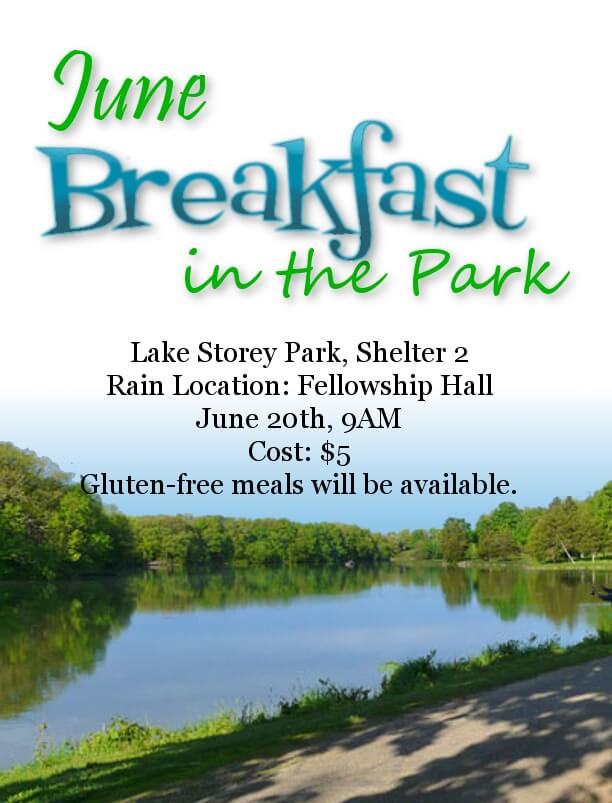 June
Breakfast
in the Park
Lake Storey Park, Shelter 2
Rain Location: Fellowship Hall
June 20th, 9AM
Cost: $5
Gluten-free meals will be available.